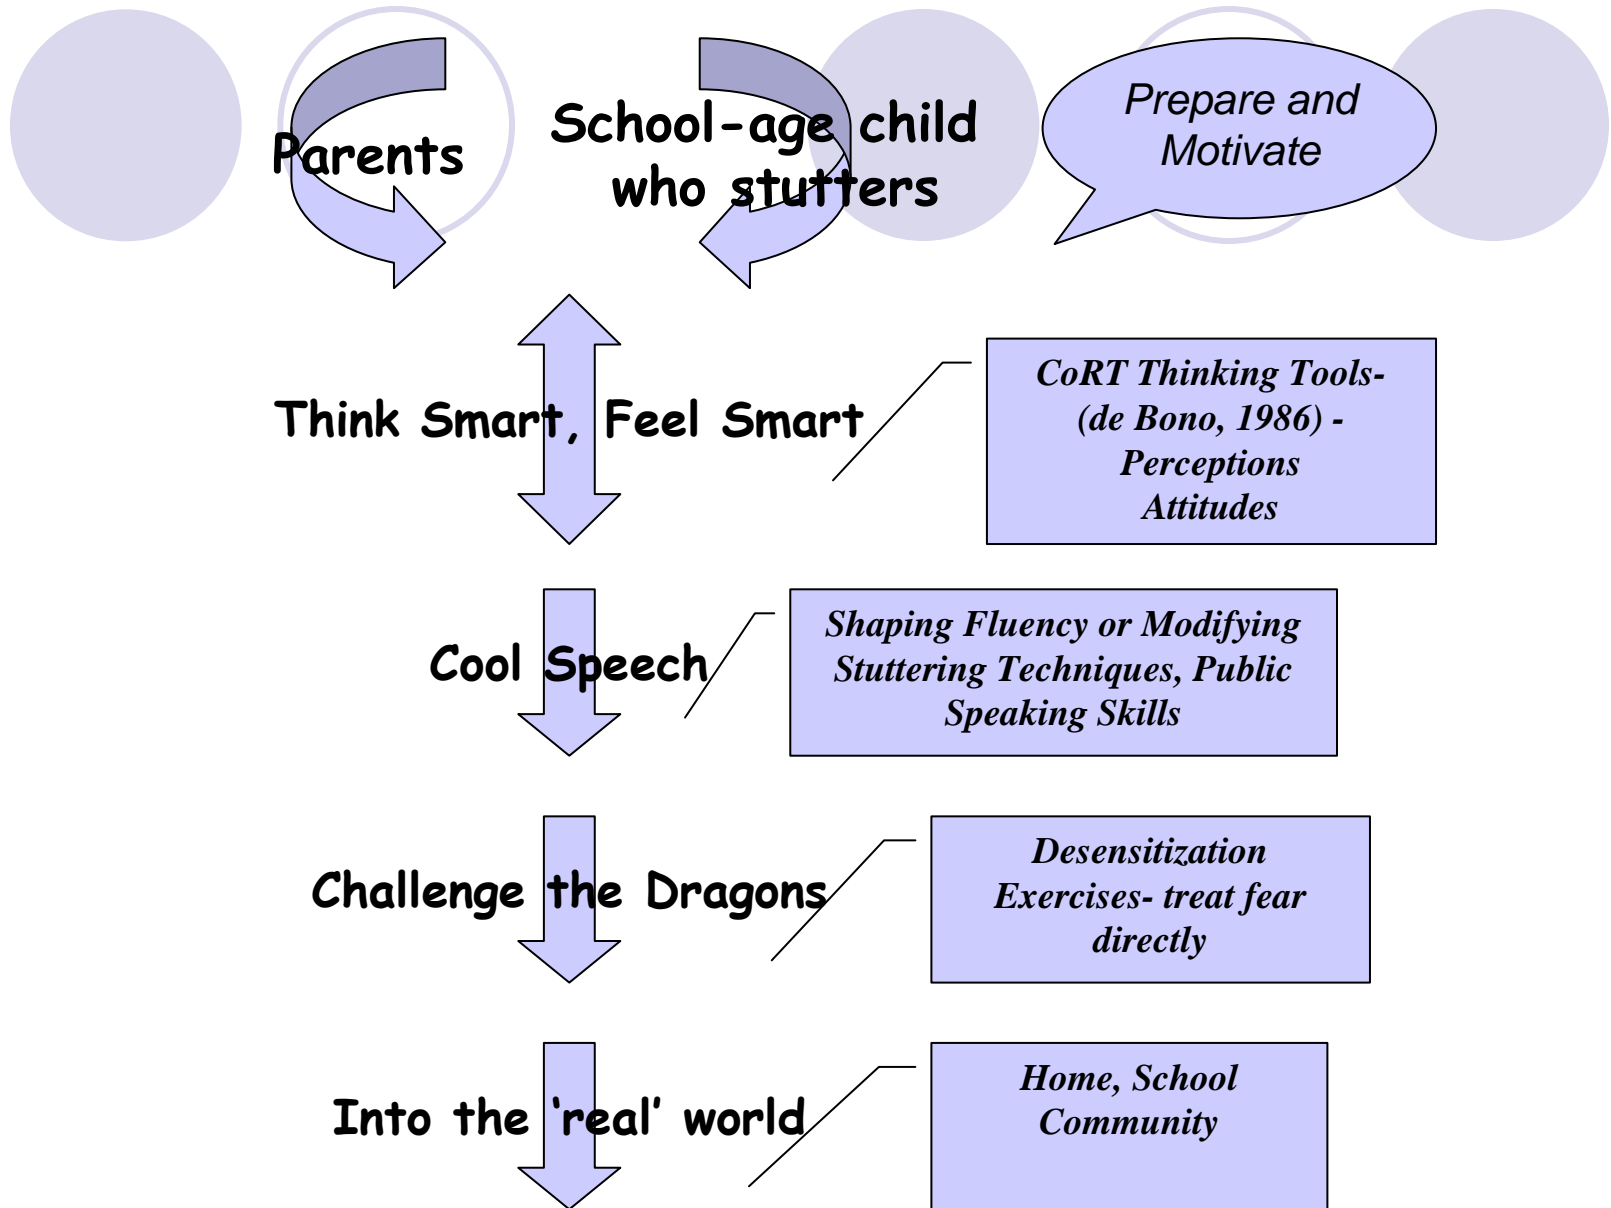 Parents
School-age child
who stutters
Prepare and
Motivate
Think Smart, Feel Smart
CoRT Thinking Tools-
(de Bono, 1986) -
Perceptions
Attitudes
Cool Speech
Shaping Fluency or Modifying
Stuttering Techniques, Public
Speaking Skills
Challenge the Dragons
Desensitization
Exercises- treat fear
directly
Into the ‘real’ world
Home, School
Community